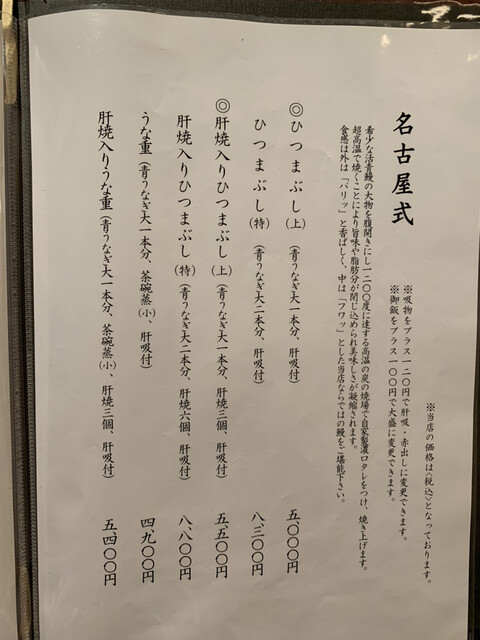 ※当店の価格は〈税込〉となっております。
名古屋式
※吸物をプラス一二〇円で肝吸・赤出しに変更できます。
※御飯をプラス一〇〇円で大盛に変更できます。
希少な活青鰻の大物を腹開きにし一二〇〇度に達する高温の炭の焼場で自家製濃口タレをつけ、焼き上げます。
超高温で焼くことにより旨味や脂肪分が閉じ込められ美味しさが凝縮されます。
食感は外は「パリッ」と香ばしく、中は「フワッ」とした当店ならではの鰻をご堪能下さい。
◎ひつまぶし(上)(青うなぎ大一本分、肝吸付) 五、〇〇〇円
ひつまぶし(特)(青うなぎ大二本分、肝吸付) 八、三〇〇円
◎肝焼入りひつまぶし(上)(青うなぎ大一本分、肝焼三個、肝吸付) 五、五〇〇円
肝焼入りひつまぶし(特)(青うなぎ大二本分、肝焼六個、肝吸付) 八、八〇〇円
うな重(青うなぎ大一本分、茶碗蒸(小)、肝吸付) 四、九〇〇円
肝焼入りうな重(青うなぎ大一本分、茶碗蒸(小)、肝焼三個、肝吸付) 五、四〇〇円